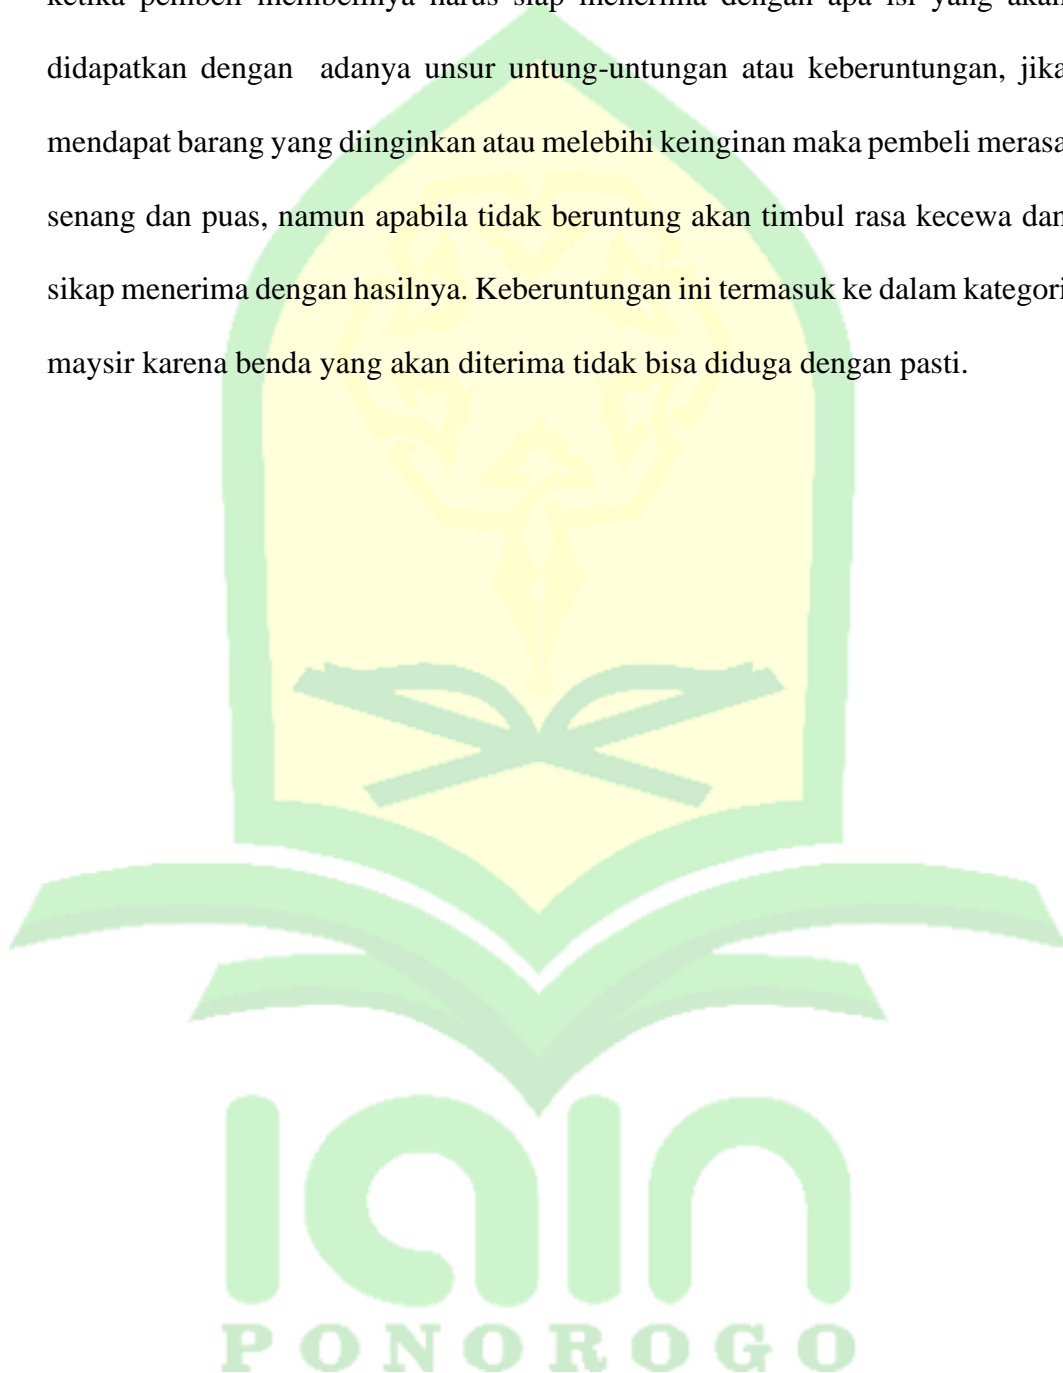 ketika pembeli membelinya harus siap menerima dengan apa isi yang akan
didapatkan dengan adanya unsur untung-untungan atau keberuntungan, jika
mendapat barang yang diinginkan atau melebihi keinginan maka pembeli merasa
senang dan puas, namun apabila tidak beruntung akan timbul rasa kecewa dan
sikap menerima dengan hasilnya. Keberuntungan ini termasuk ke dalam kategori
maysir karena benda yang akan diterima tidak bisa diduga dengan pasti.
iain
PONOROGO